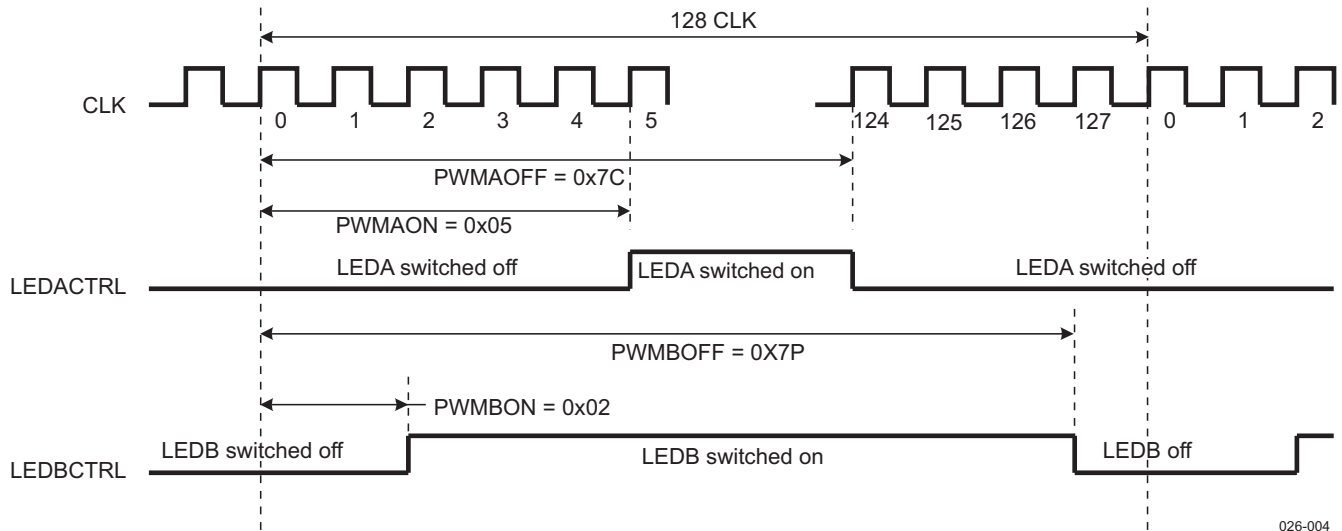 128 CLK
CLK
0 1 2 3 4 5 124 125 126 127 0 1 2
PWMAOFF = 0x7C
PWMAON = 0x05
LEDACTRL
LEDA switched off LEDA switched on LEDA switched off
PWMBOFF = 0X7P
PWMBON = 0x02
LEDBCTRL
LEDB switched off LEDB switched on LEDB off
026-004